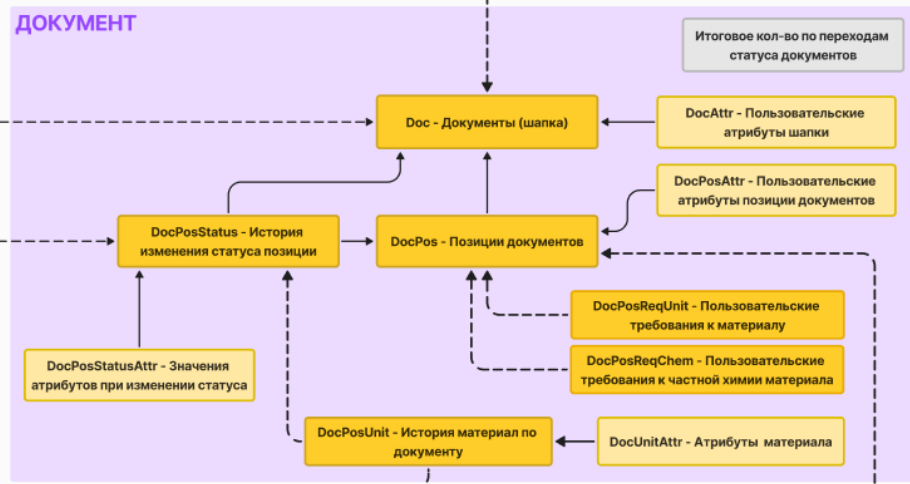 ДОКУМЕНТ
Итоговое кол-во по переходам
статуса документов
Doc - Документы (шапка)
DocAttr - Пользовательские
атрибуты шапки
DocPosAttr - Пользовательские
атрибуты позиции документов
DocPosStatus - История
изменения статуса позиции
DocPos - Позиции документов
DocPosReqUnit - Пользовательские
требования к материалу
DocPosReqChem - Пользовательские
требования к частной химии материала
DocPosStatusAttr - Значения
атрибутов при изменении статуса
DocPosUnit - История материал по
документу
DocUnitAttr - Атрибуты материала